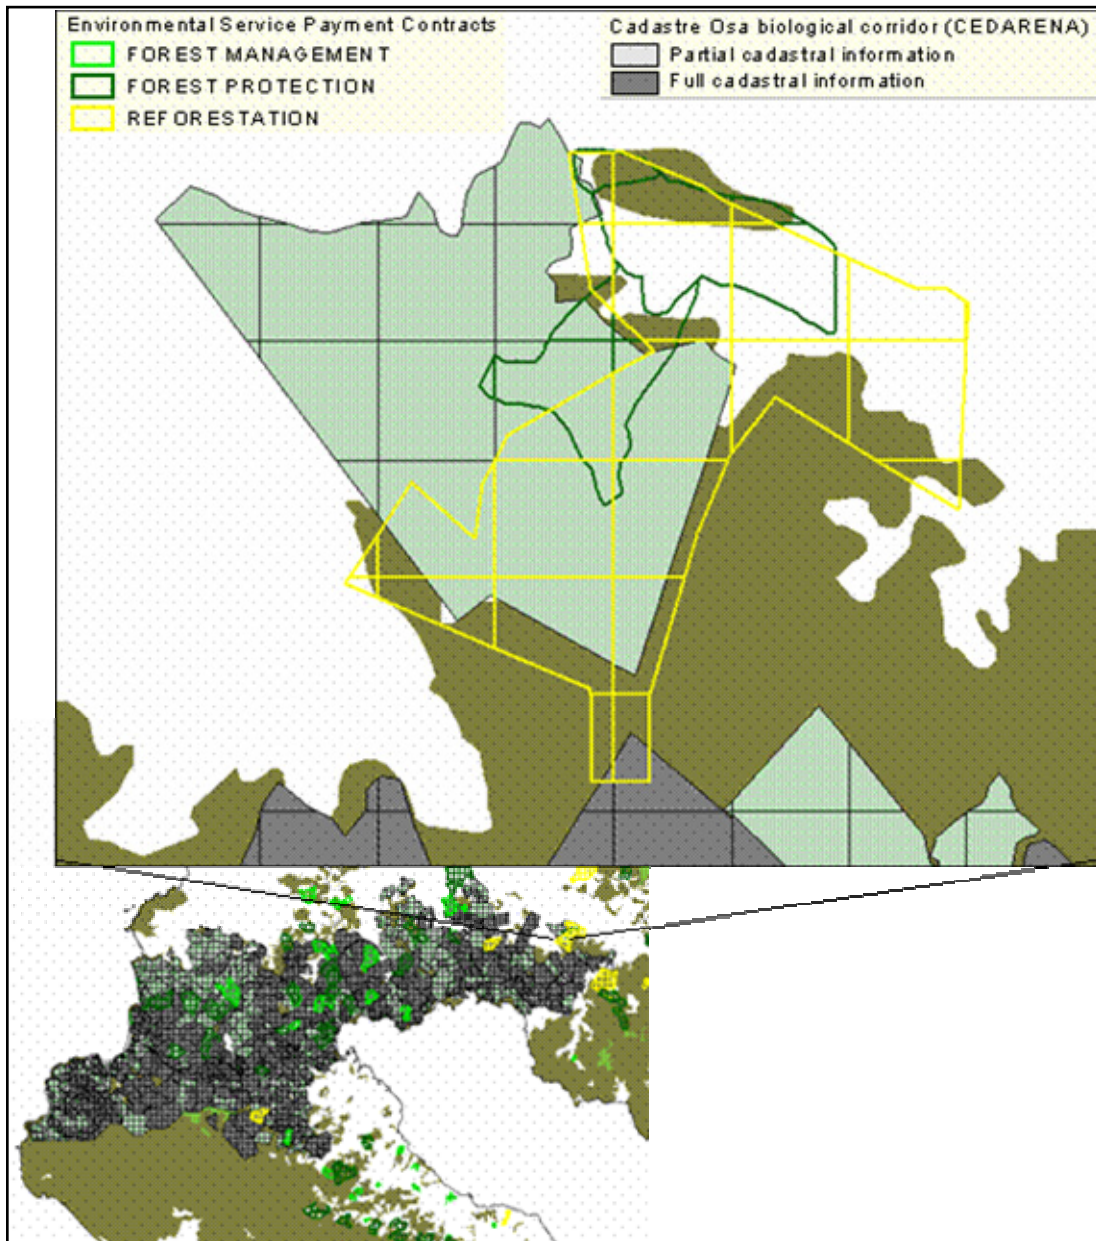 Environmental Service Payment Contracts
FOREST MANAGEMENT
FOREST PROTECTION
REFORESTATION
Cadastre Osa biological corridor (CEDARENA)
Partial cadastral information
Full cadastral information